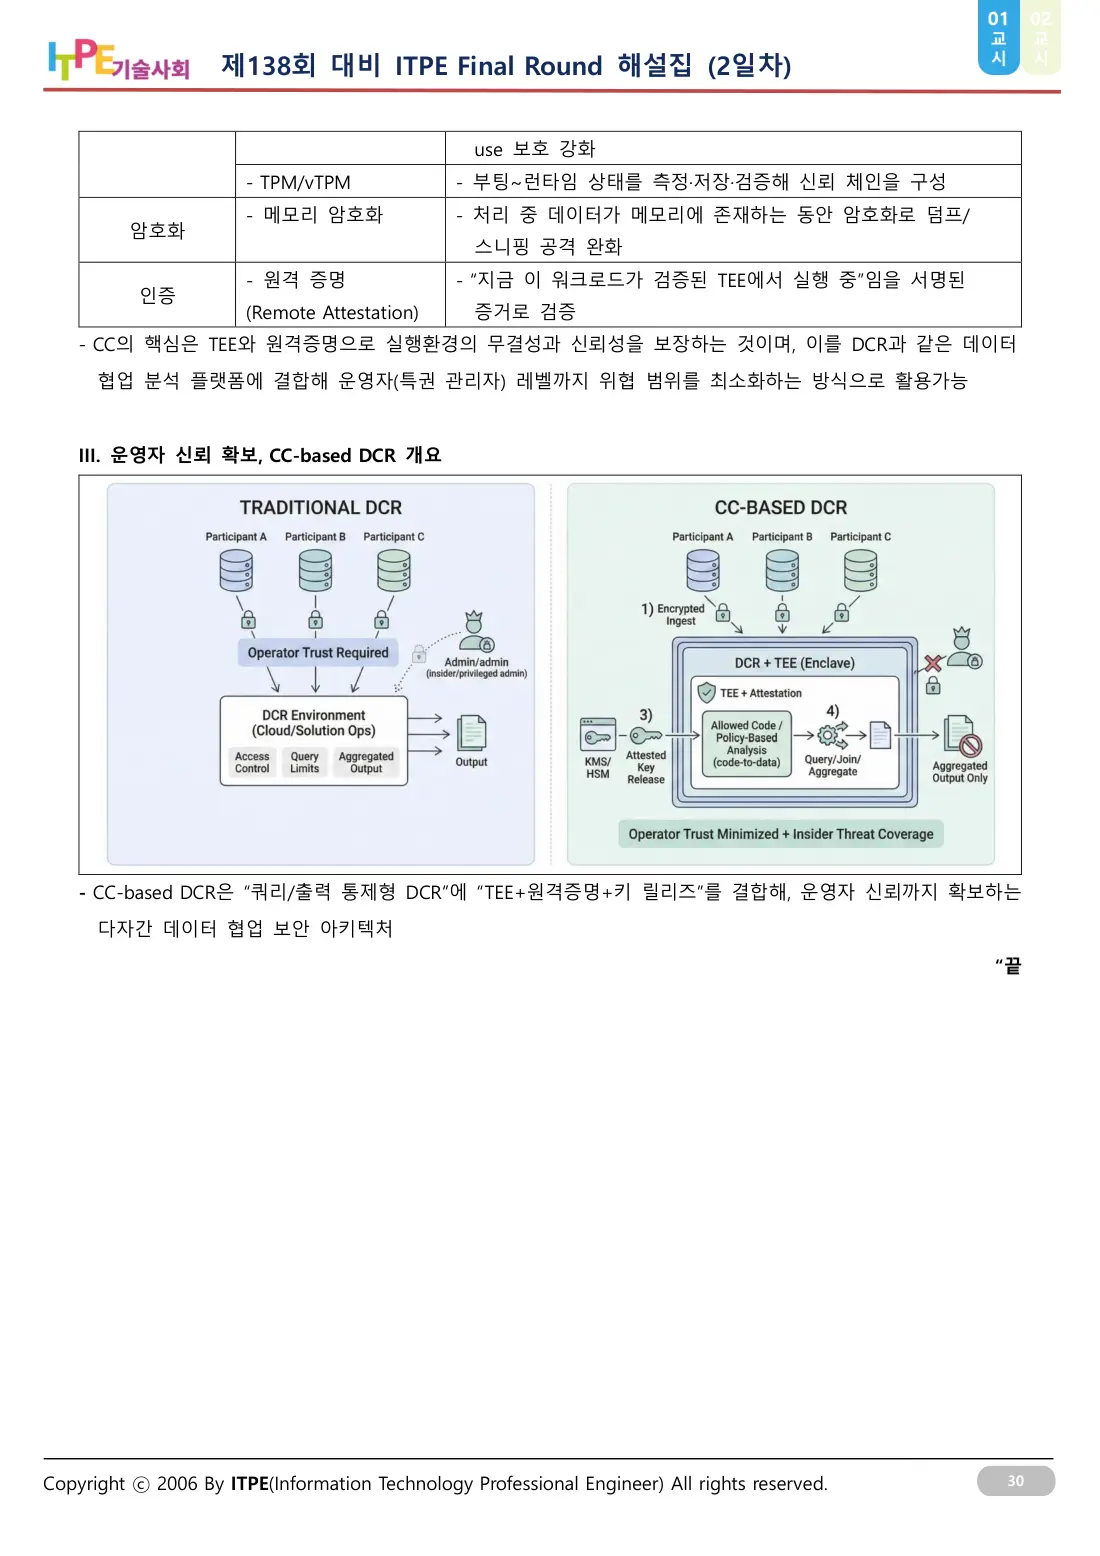 01
교
시
02
교
시
ITPE기술사회 제138회 대비 ITPE Final Round 해설집 (2일차)
use 보호 강화
- TPM/vTPM - 부팅~런타임 상태를 측정·저장·검증해 신뢰 체인을 구성
암호화 - 메모리 암호화 - 처리 중 데이터가 메모리에 존재하는 동안 암호화로 덤프/
스니핑 공격 완화
인증 - 원격 증명 - “지금 이 워크로드가 검증된 TEE에서 실행 중”임을 서명된
(Remote Attestation) 증거로 검증
- CC의 핵심은 TEE와 원격증명으로 실행환경의 무결성과 신뢰성을 보장하는 것이며, 이를 DCR과 같은 데이터
협업 분석 플랫폼에 결합해 운영자(특권 관리자) 레벨까지 위협 범위를 최소화하는 방식으로 활용가능
III. 운영자 신뢰 확보, CC-based DCR 개요
TRADITIONAL DCR
Participant A Participant B Participant C
Operator Trust Required
Admin/admin
(insider/privileged admin)
DCR Environment
(Cloud/Solution Ops)
Access
Control
Query
Limits
Aggregated
Output
Output
CC-BASED DCR
Participant A Participant B Participant C
1) Encrypted
Ingest
DCR + TEE (Enclave)
TEE + Attestation
3)
KMS/
HSM
Attested
Key
Release
Allowed Code /
Policy-Based
Analysis
(code-to-data)
4)
Query/Join/
Aggregate
Aggregated
Output Only
Operator Trust Minimized + Insider Threat Coverage
- CC-based DCR은 “쿼리/출력 통제형 DCR”에 “TEE+원격증명+키 릴리즈”를 결합해, 운영자 신뢰까지 확보하는
다자간 데이터 협업 보안 아키텍처
“끝
Copyright ⓒ 2006 By ITPE(Information Technology Professional Engineer) All rights reserved.
30